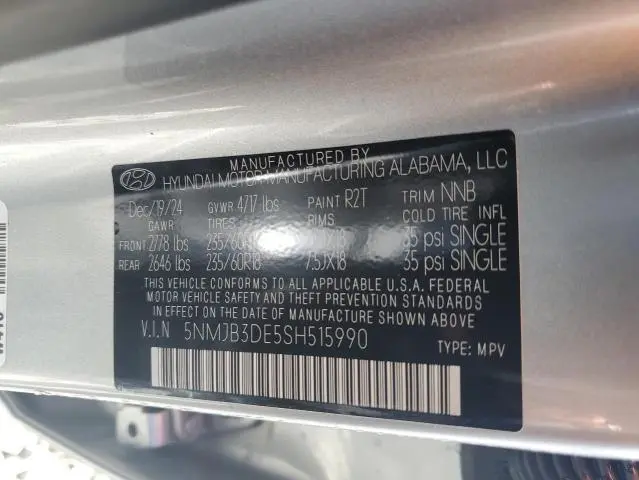 MANUFACTURED BY
HYUNDAI MOTOR MANUFACTURING ALABAMA, LLC
Dec/19/24 GVWR 4717 lbs PAINT R2T TRIM NNB
GAWR TIRES RIMS COLD TIRE INFL
FRONT 2778 lbs 235/60R18 35 psi SINGLE
REAR 2646 lbs 235/60R18 7.5JX18 35 psi SINGLE
THIS VEHICLE CONFORMS TO ALL APPLICABLE U.S.A. FEDERAL
MOTOR VEHICLE SAFETY, BUMPER, AND THEFT PREVENTION STANDARDS
IN EFFECT ON THE DATE OF MANUFACTURE SHOWN ABOVE.
V.I.N 5NMJB3DE5SH515990
TYPE: MPV